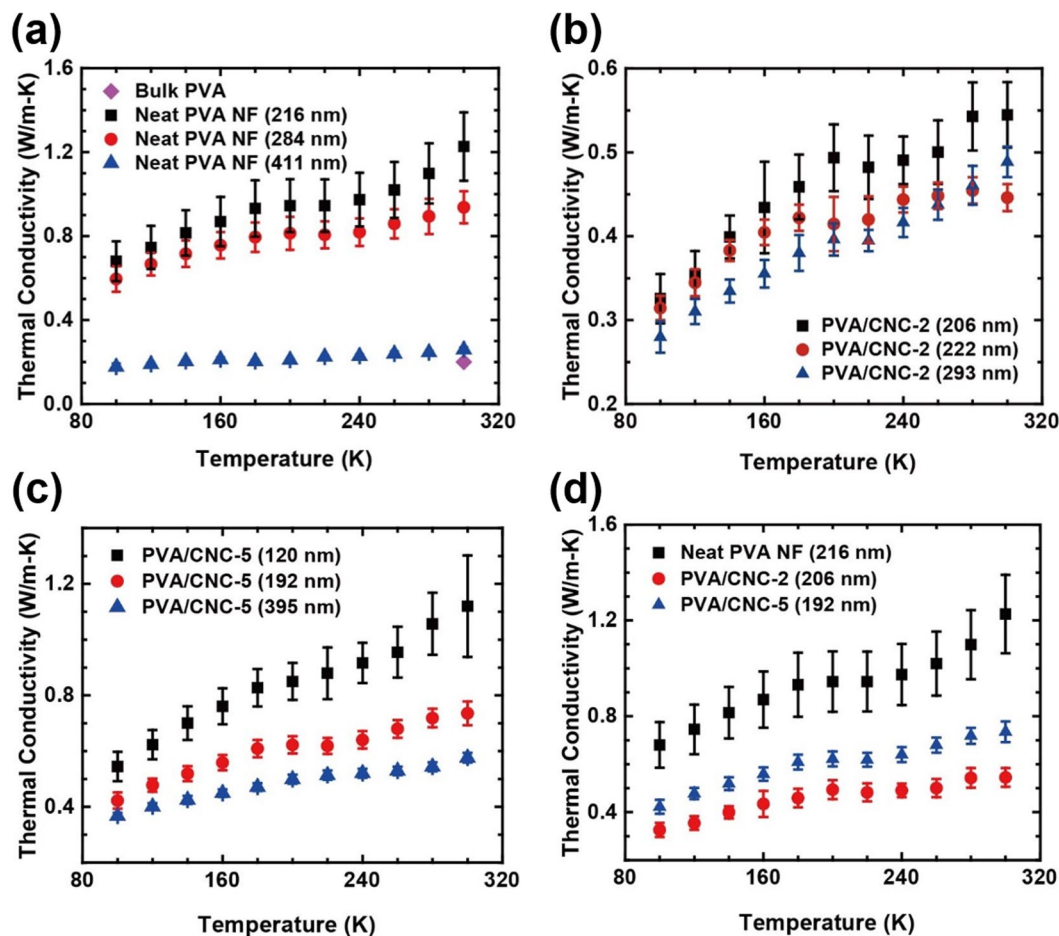 (a)
Thermal Conductivity (W/m-K)
1.6
1.2
0.8
0.4
0.0
Bulk PVA
Neat PVA NF (216 nm)
Neat PVA NF (284 nm)
Neat PVA NF (411 nm)
80
160
240
320
Temperature (K)
(b)
Thermal Conductivity (W/m-K)
0.6
0.5
0.4
0.3
0.2
PVA/CNC-2 (206 nm)
PVA/CNC-2 (222 nm)
PVA/CNC-2 (293 nm)
80
160
240
320
Temperature (K)
(c)
Thermal Conductivity (W/m-K)
1.2
0.8
0.4
PVA/CNC-5 (120 nm)
PVA/CNC-5 (192 nm)
PVA/CNC-5 (395 nm)
80
160
240
320
Temperature (K)
(d)
Thermal Conductivity (W/m-K)
1.6
1.2
0.8
0.4
Neat PVA NF (216 nm)
PVA/CNC-2 (206 nm)
PVA/CNC-5 (192 nm)
80
160
240
320
Temperature (K)